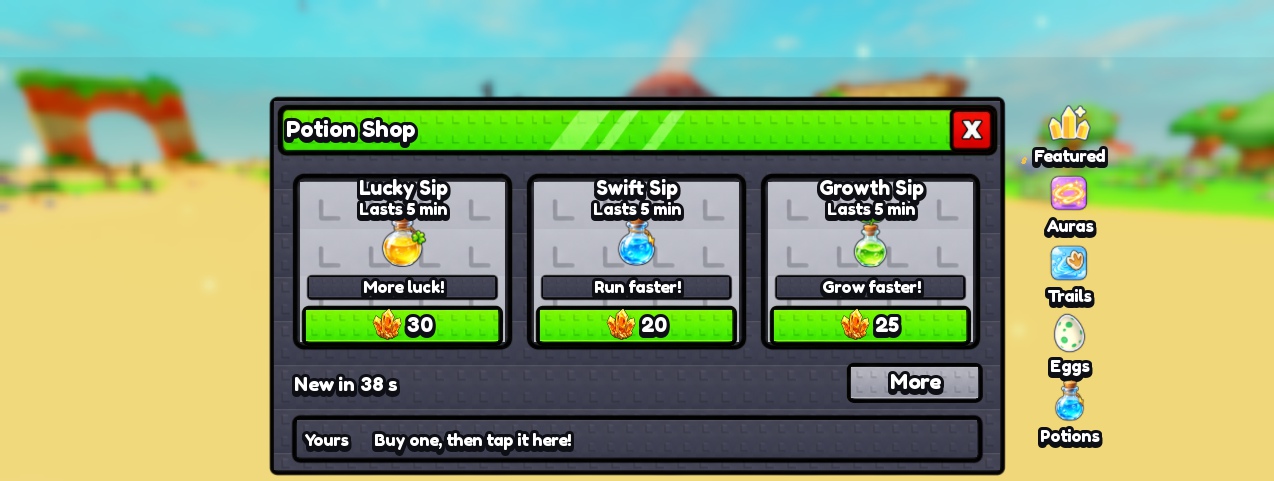 Potion Shop
X
Lucky Sip
Lasts 5 min
More luck!
30
Swift Sip
Lasts 5 min
Run faster!
20
Growth Sip
Lasts 5 min
Grow faster!
25
New in 38 s
More
Yours
Buy one, then tap it here!
Featured
Auras
Trails
Eggs
Potions